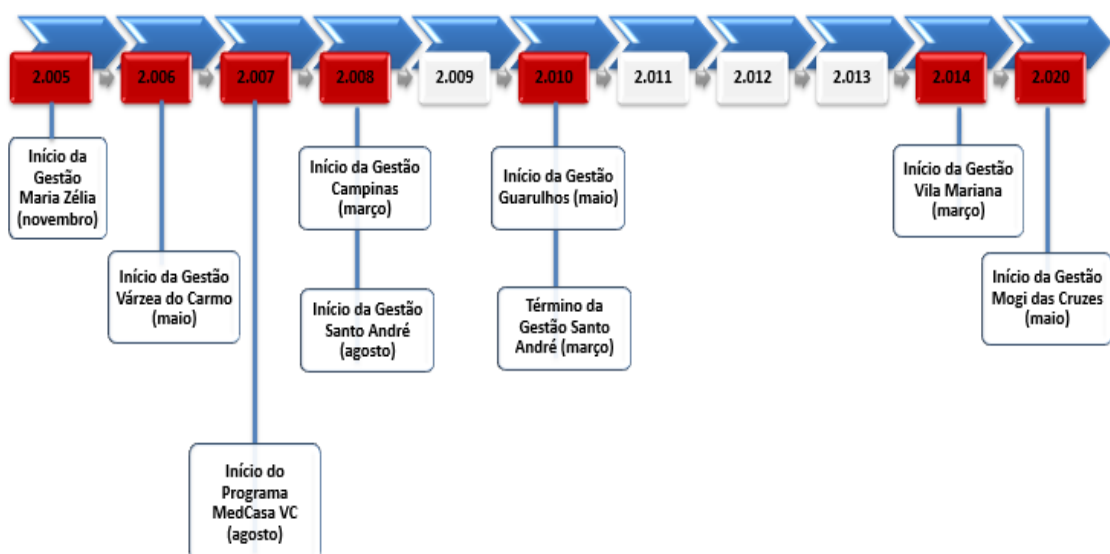 2.005
2.006
2.007
2.008
2.009
2.010
2.011
2.012
2.013
2.014
2.020
Início da
Gestão
Maria Zélia
(novembro)
Início da Gestão
Várzea do Carmo
(maio)
Início do
Programa
MedCasa VC
(agosto)
Início da Gestão
Campinas
(março)
Início da Gestão
Santo André
(agosto)
Início da Gestão
Guarulhos (maio)
Término da
Gestão Santo
André (março)
Início da Gestão
Vila Mariana
(março)
Início da Gestão
Mogi das Cruzes
(maio)